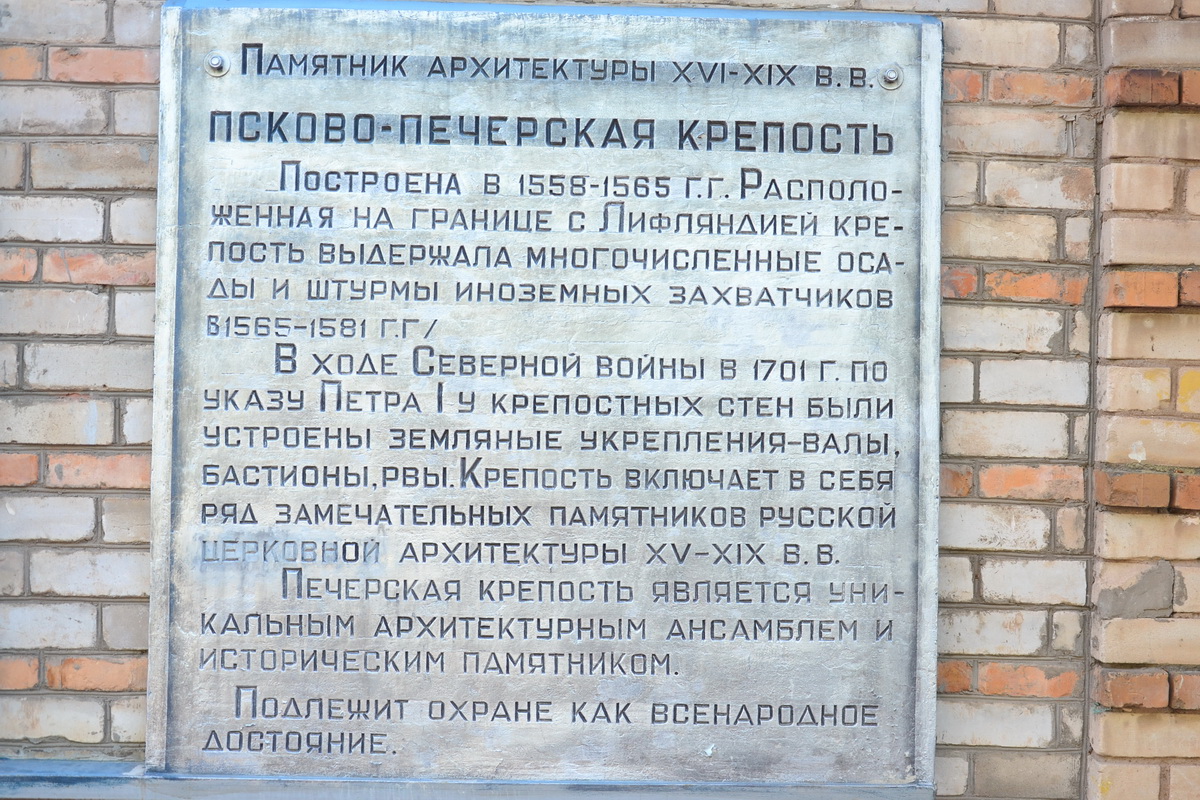 Памятник архитектуры XVI-XIX в.в.
ПСКОВО-ПЕЧЕРСКАЯ КРЕПОСТЬ
Построена в 1558-1565 г.г. Располо-
женная на границе с Лифляндией кре-
пость выдержала многочисленные оса-
ды и штурмы иноземных захватчиков
в 1565-1581 г.г/
В ходе Северной войны в 1701 г. по
указу Петра I у крепостных стен были
устроены земляные укрепления-валы,
бастионы, рвы. Крепость включает в себя
ряд замечательных памятников русской
церковной архитектуры XV-XIX в.в.
Печерская крепость является уни-
кальным архитектурным ансамблем и
историческим памятником.
Подлежит охране как всенародное
достояние.